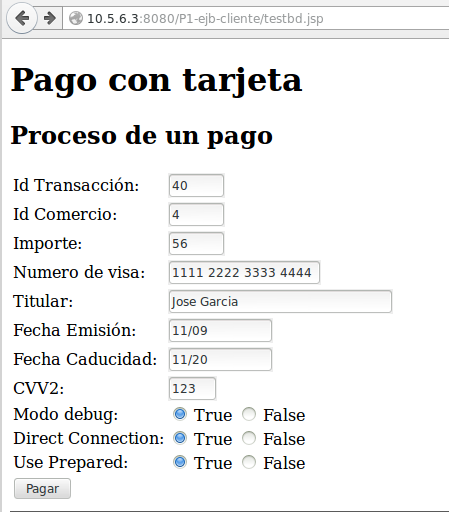 10.5.6.3:8080/P1-ejb-cliente/testbd.jsp
Pago con tarjeta
Proceso de un pago
Id Transacción: 40
Id Comercio: 4
Importe: 56
Numero de visa: 1111 2222 3333 4444
Titular: Jose Garcia
Fecha Emisión: 11/09
Fecha Caducidad: 11/20
CVV2: 123
Modo debug: True False
Direct Connection: True False
Use Prepared: True False
Pagar